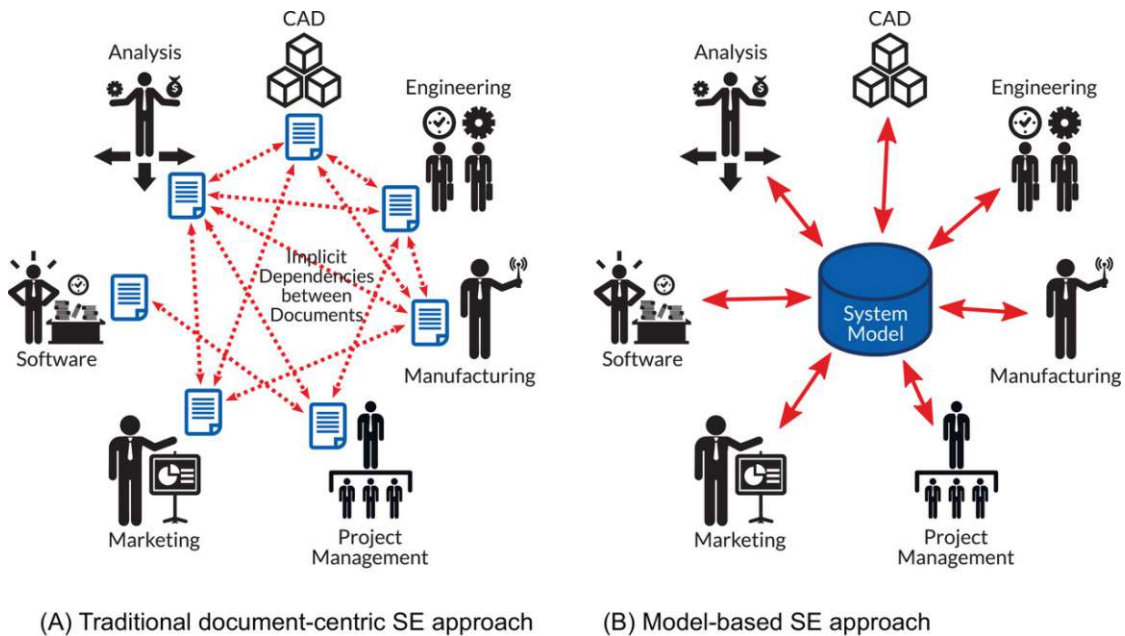 CAD
Analysis
Engineering
Implicit
Dependencies
between
Documents
Software
Manufacturing
Marketing
Project
Management
(A) Traditional document-centric SE approach
CAD
Analysis
Engineering
System
Model
Software
Manufacturing
Marketing
Project
Management
(B) Model-based SE approach